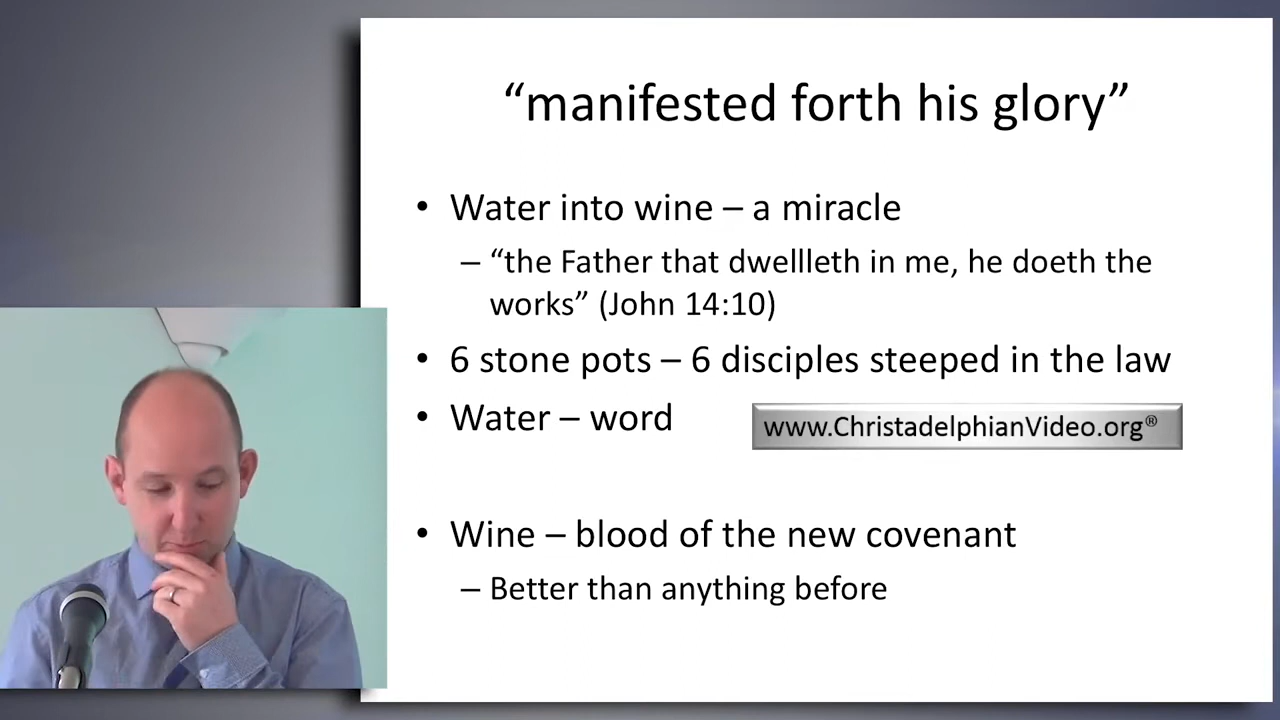 “manifested forth his glory”
• Water into wine – a miracle
– “the Father that dwellleth in me, he doeth the
works” (John 14:10)
• 6 stone pots – 6 disciples steeped in the law
• Water – word
www.ChristadelphianVideo.org®
• Wine – blood of the new covenant
– Better than anything before